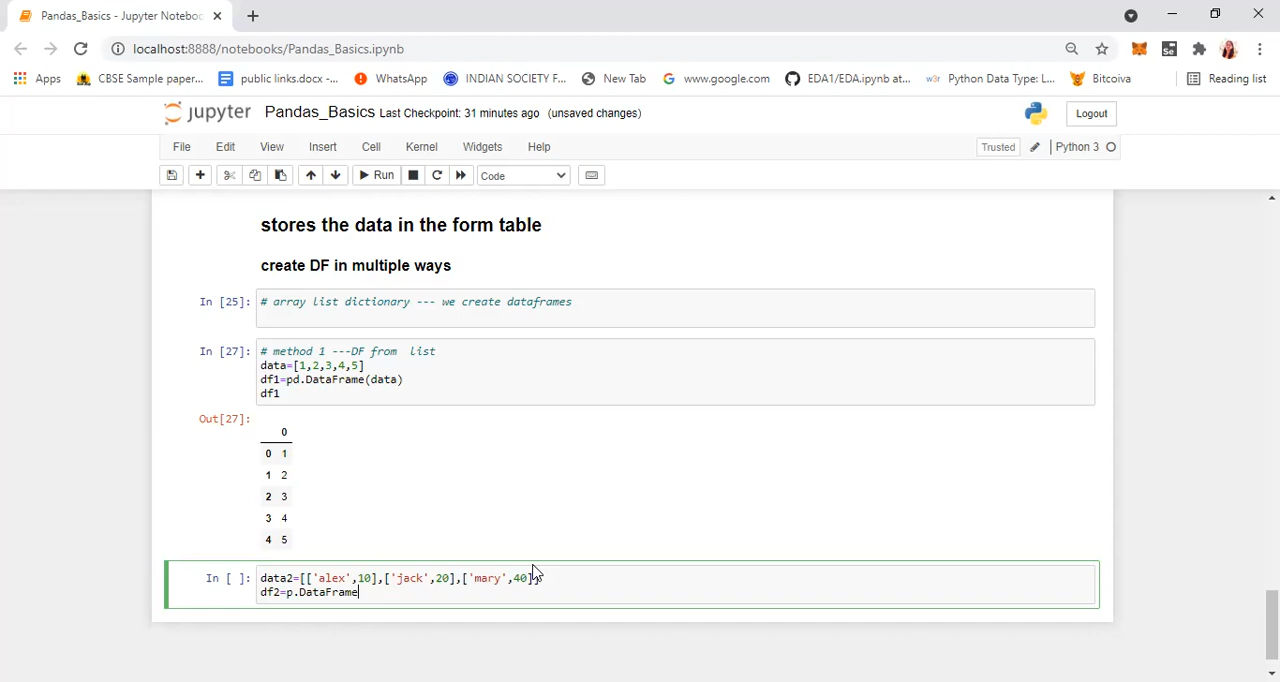 Pandas_Basics - Jupyter Noteboo
localhost:8888/notebooks/Pandas_Basics.ipynb
Apps CBSE Sample paper... public links.docx -... WhatsApp INDIAN SOCIETY F... New Tab www.google.com EDA1/EDA.ipynb at... Python Data Type: L... Bitcoiva Reading list
jupyter Pandas_Basics Last Checkpoint: 31 minutes ago (unsaved changes) Logout
File Edit View Insert Cell Kernel Widgets Help Trusted Python 3
Run Code
stores the data in the form table
create DF in multiple ways
In [25]: # array list dictionary --- we create dataframes
In [27]: # method 1 ---DF from  list
data=[1,2,3,4,5]
df1=pd.DataFrame(data)
df1
Out[27]:
0
0 1
1 2
2 3
3 4
4 5
In [ ]: data2=[['alex',10],['jack',20],['mary',40]]
df2=p.DataFrame